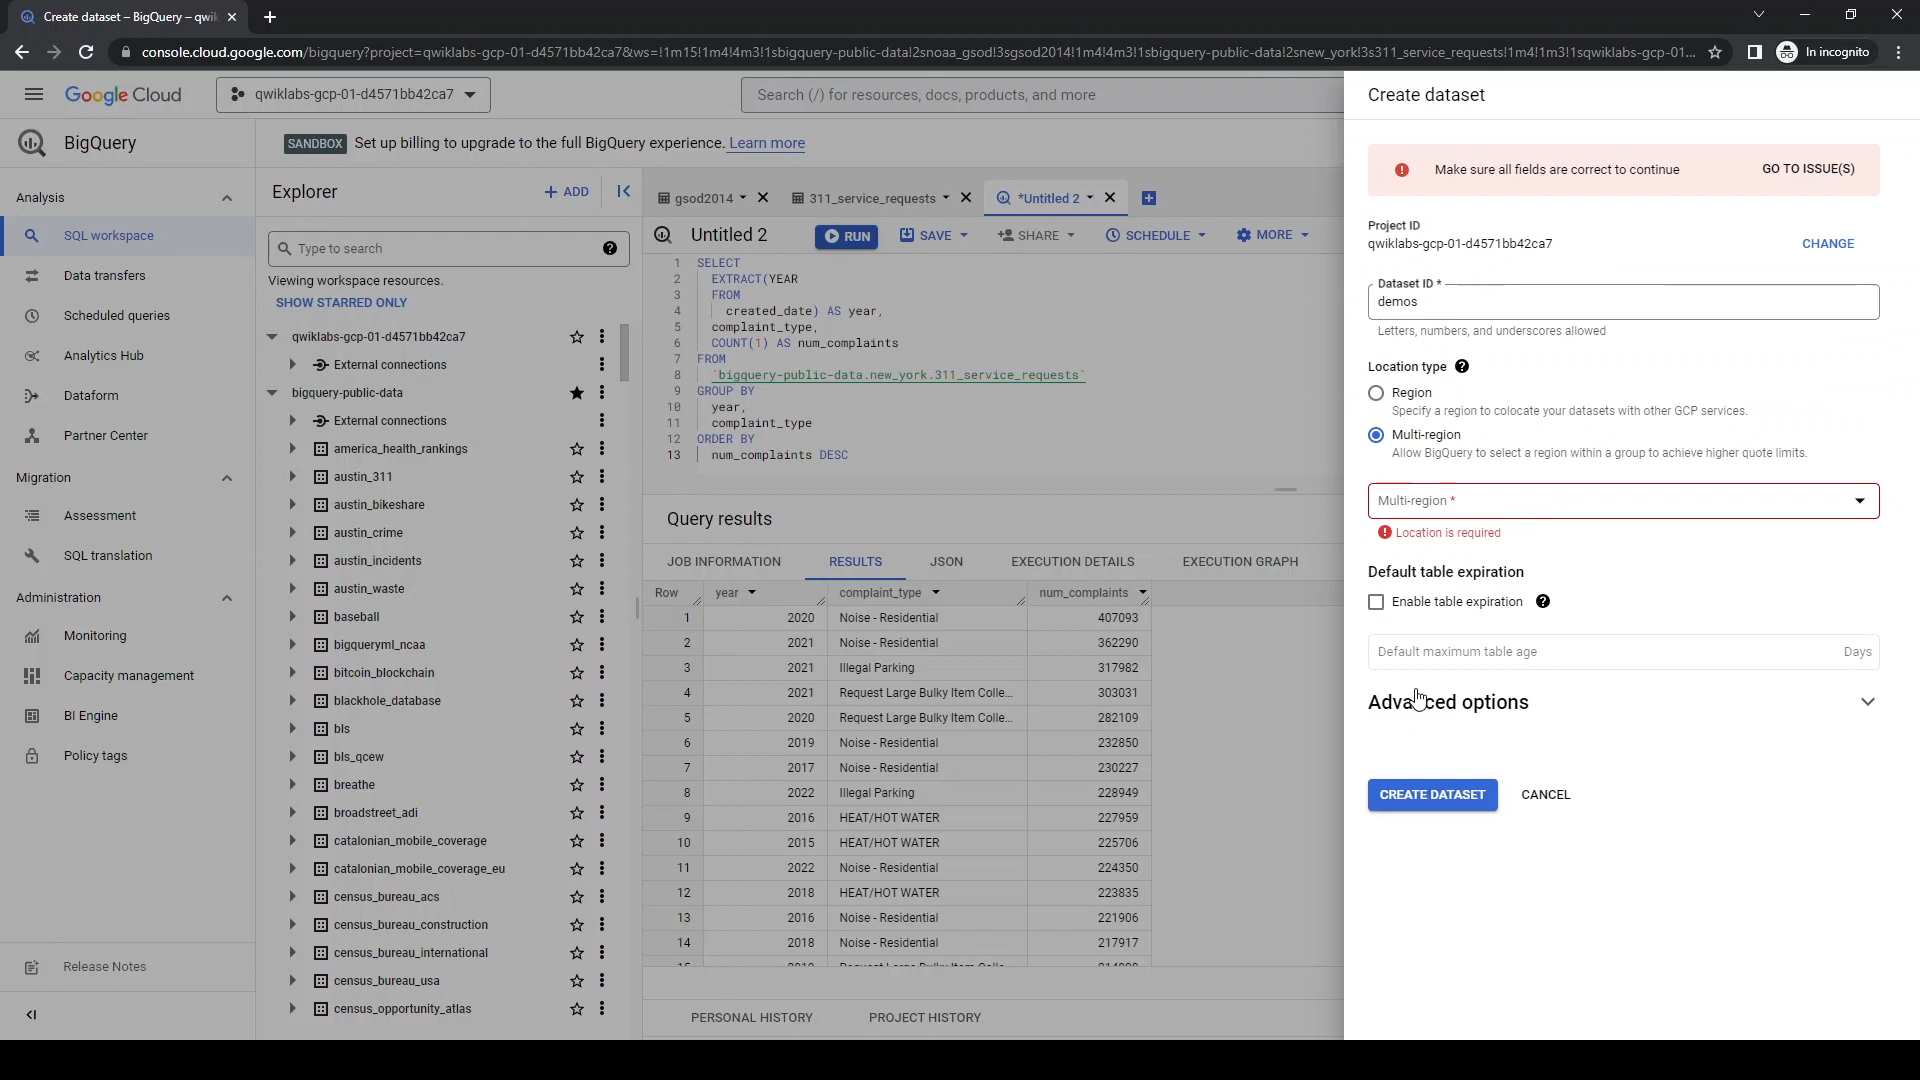 Create dataset – BigQuery – qwik
console.cloud.google.com/bigquery?project=qwiklabs-gcp-01-d4571bb42ca7&ws=!1m15!1m4!4m3!1sbigquery-public-data!2snoaa_gsod!3sgsod2014!1m4!4m3!1sbigquery-public-data!2snew_york!3s311_service_requests!1m4!1m3!1sqwiklabs-gcp-01...
In incognito
Google Cloud
qwiklabs-gcp-01-d4571bb42ca7
Search (/) for resources, docs, products, and more
BigQuery
SANDBOX Set up billing to upgrade to the full BigQuery experience. Learn more
Analysis
SQL workspace
Data transfers
Scheduled queries
Analytics Hub
Dataform
Partner Center
Migration
Assessment
SQL translation
Administration
Monitoring
Capacity management
BI Engine
Policy tags
Release Notes
Explorer
+ ADD
Type to search
Viewing workspace resources.
SHOW STARRED ONLY
qwiklabs-gcp-01-d4571bb42ca7
External connections
bigquery-public-data
External connections
america_health_rankings
austin_311
austin_bikeshare
austin_crime
austin_incidents
austin_waste
baseball
bigqueryml_ncaa
bitcoin_blockchain
blackhole_database
bls
bls_qcew
breathe
broadstreet_adi
catalonian_mobile_coverage
catalonian_mobile_coverage_eu
census_bureau_acs
census_bureau_construction
census_bureau_international
census_bureau_usa
census_opportunity_atlas
gsod2014
311_service_requests
*Untitled 2
Untitled 2
RUN
SAVE
SHARE
SCHEDULE
MORE
1 SELECT
2 EXTRACT(YEAR
3 FROM
4 created_date) AS year,
5 complaint_type,
6 COUNT(1) AS num_complaints
7 FROM
8 `bigquery-public-data.new_york.311_service_requests`
9 GROUP BY
10 year,
11 complaint_type
12 ORDER BY
13 num_complaints DESC
Query results
JOB INFORMATION RESULTS JSON EXECUTION DETAILS EXECUTION GRAPH
Row year complaint_type num_complaints
1 2020 Noise - Residential 407093
2 2021 Noise - Residential 362290
3 2021 Illegal Parking 317982
4 2021 Request Large Bulky Item Colle... 303031
5 2020 Request Large Bulky Item Colle... 282109
6 2019 Noise - Residential 232850
7 2017 Noise - Residential 230227
8 2022 Illegal Parking 228949
9 2016 HEAT/HOT WATER 227959
10 2015 HEAT/HOT WATER 225706
11 2022 Noise - Residential 224350
12 2018 HEAT/HOT WATER 223835
13 2016 Noise - Residential 221906
14 2018 Noise - Residential 217917
PERSONAL HISTORY PROJECT HISTORY
Create dataset
Make sure all fields are correct to continue GO TO ISSUE(S)
Project ID
qwiklabs-gcp-01-d4571bb42ca7 CHANGE
Dataset ID *
demos
Letters, numbers, and underscores allowed
Location type
Region
Specify a region to colocate your datasets with other GCP services.
Multi-region
Allow BigQuery to select a region within a group to achieve higher quote limits.
Multi-region *
Location is required
Default table expiration
Enable table expiration
Default maximum table age Days
Advanced options
CREATE DATASET CANCEL